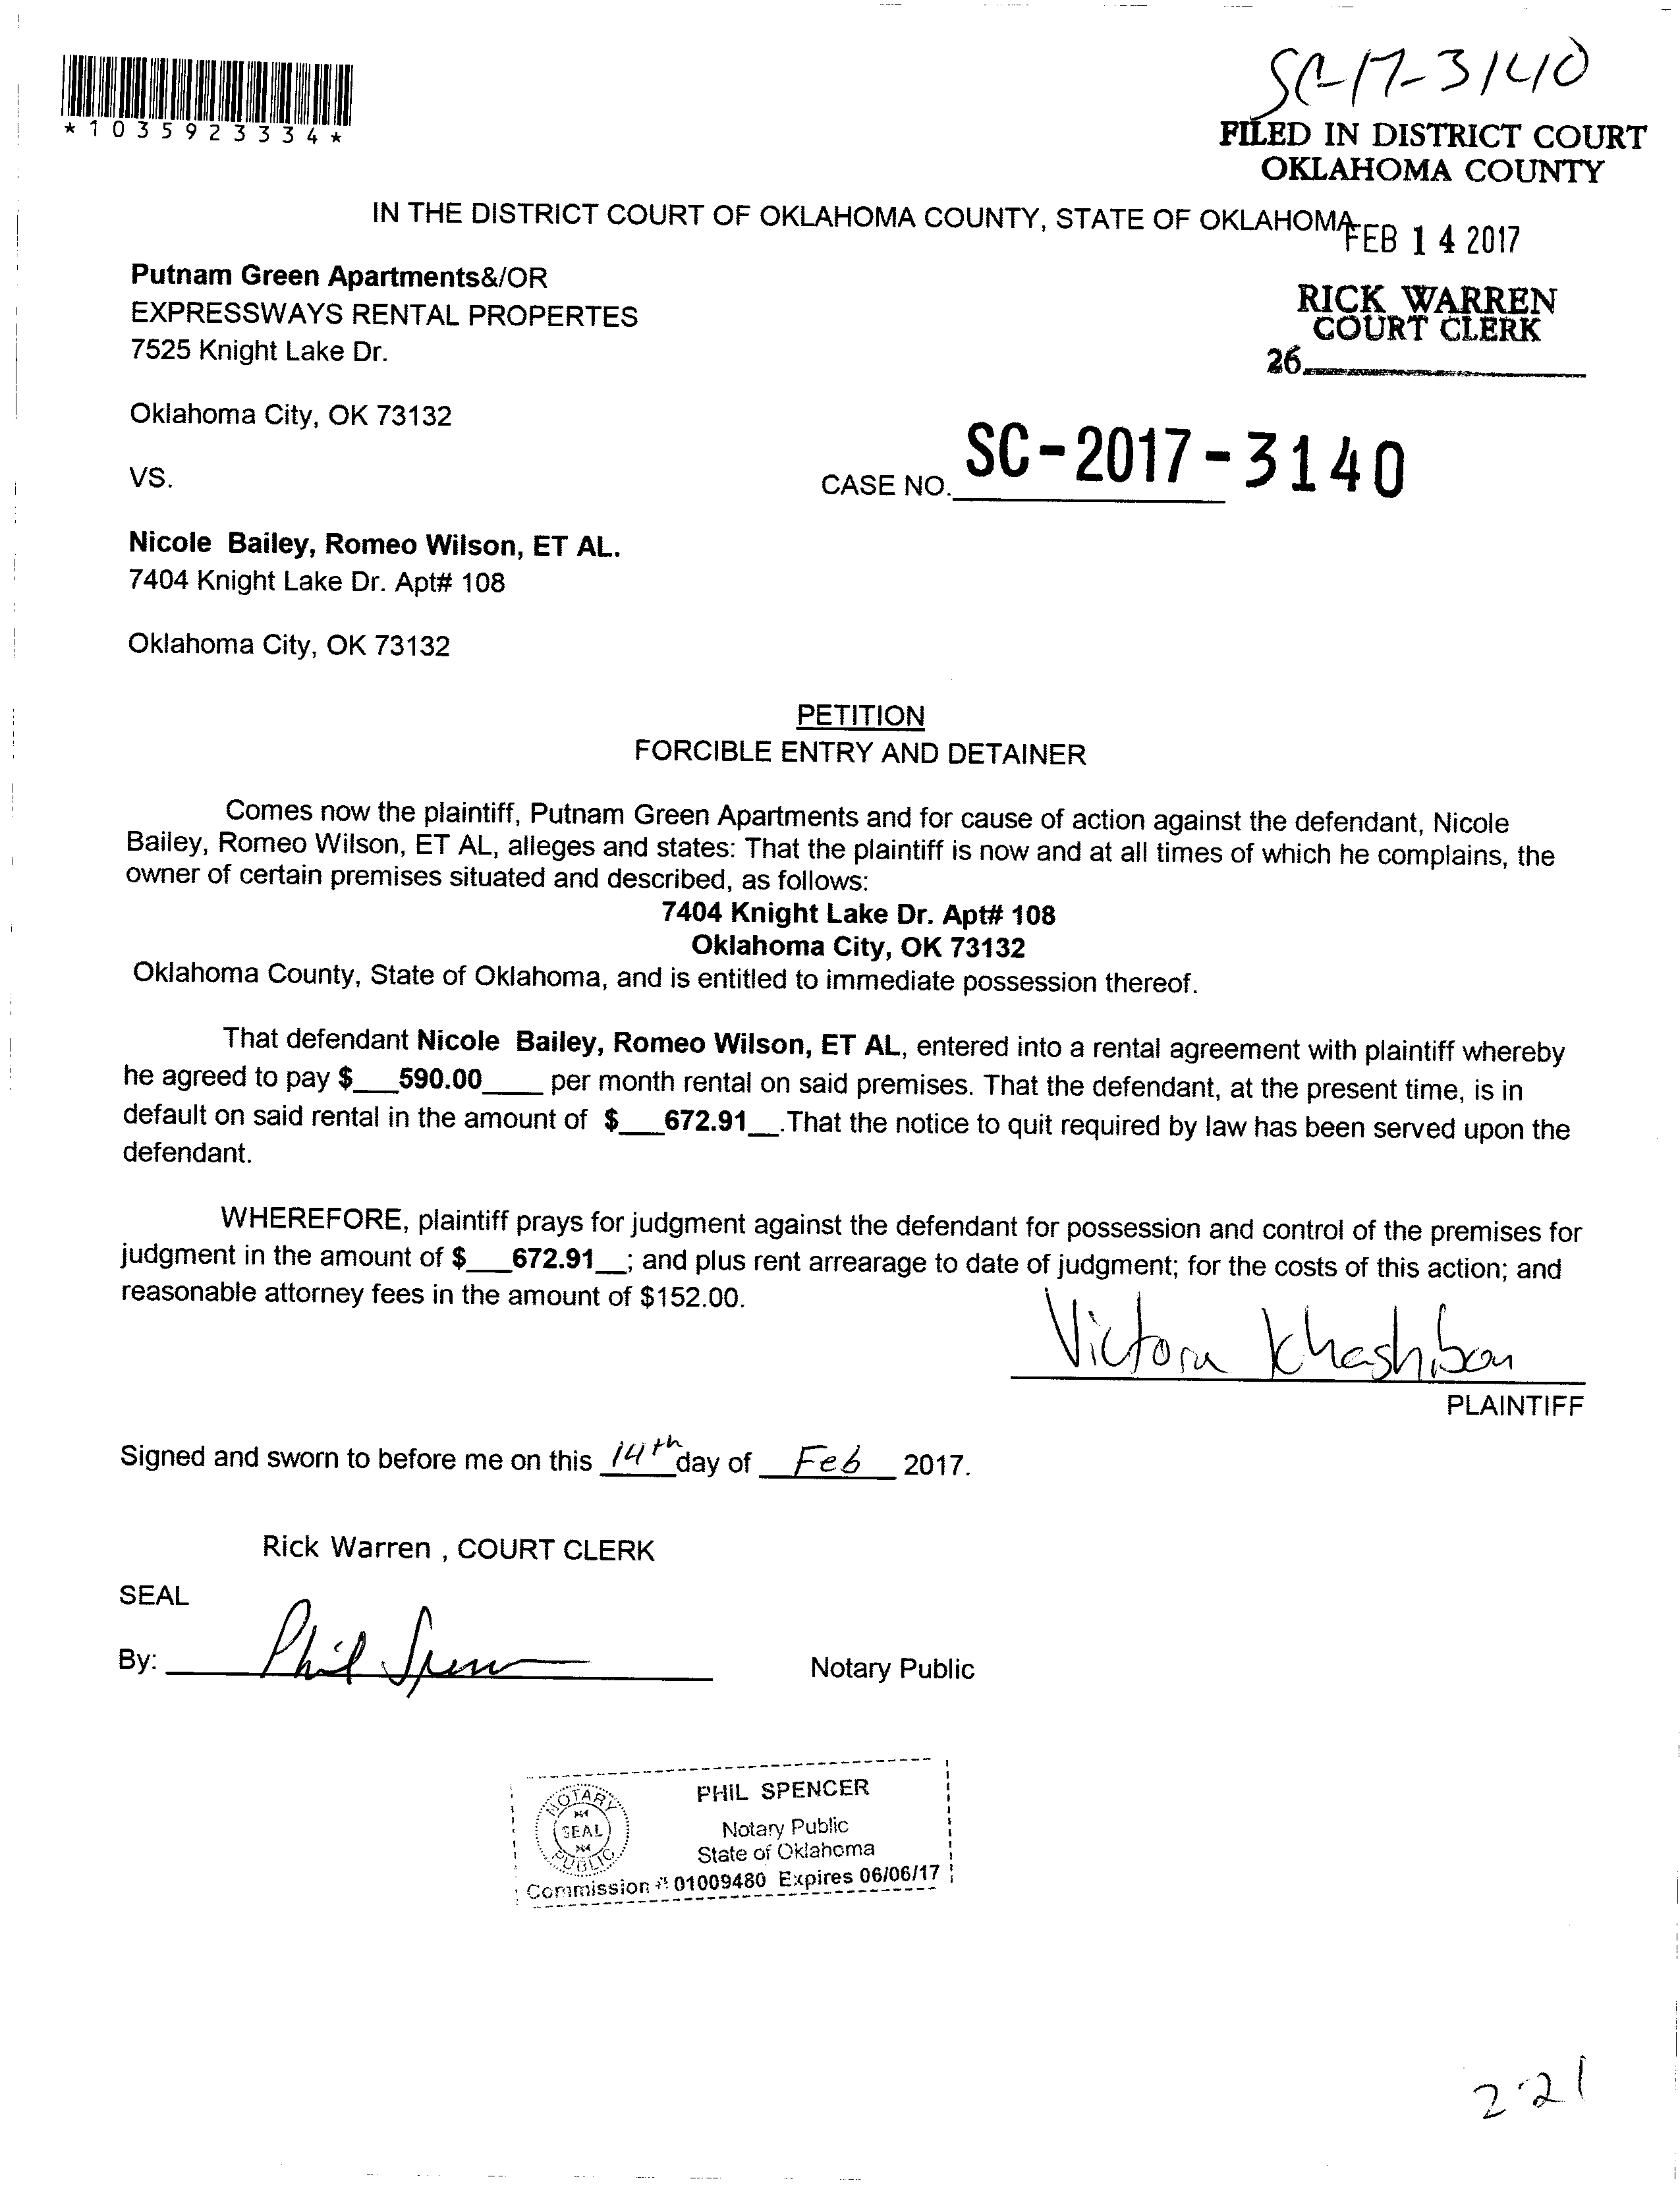 SC-17-3140
*1035923334*
FILED IN DISTRICT COURT
OKLAHOMA COUNTY
IN THE DISTRICT COURT OF OKLAHOMA COUNTY, STATE OF OKLAHOMA
FEB 14 2017
Putnam Green Apartments&/OR
EXPRESSWAYS RENTAL PROPERTES
7525 Knight Lake Dr.
RICK WARREN
COURT CLERK
26
Oklahoma City, OK 73132
VS.
CASE NO. SC-2017-3140
Nicole Bailey, Romeo Wilson, ET AL.
7404 Knight Lake Dr. Apt# 108
Oklahoma City, OK 73132
PETITION
FORCIBLE ENTRY AND DETAINER
Comes now the plaintiff, Putnam Green Apartments and for cause of action against the defendant, Nicole
Bailey, Romeo Wilson, ET AL, alleges and states: That the plaintiff is now and at all times of which he complains, the
owner of certain premises situated and described, as follows:
7404 Knight Lake Dr. Apt# 108
Oklahoma City, OK 73132
Oklahoma County, State of Oklahoma, and is entitled to immediate possession thereof.
That defendant Nicole Bailey, Romeo Wilson, ET AL, entered into a rental agreement with plaintiff whereby
he agreed to pay $___590.00____ per month rental on said premises. That the defendant, at the present time, is in
default on said rental in the amount of $___672.91__.That the notice to quit required by law has been served upon the
defendant.
WHEREFORE, plaintiff prays for judgment against the defendant for possession and control of the premises for
judgment in the amount of $___672.91__; and plus rent arrearage to date of judgment; for the costs of this action; and
reasonable attorney fees in the amount of $152.00.
Victoria Khashibon
PLAINTIFF
Signed and sworn to before me on this 14th day of Feb 2017.
Rick Warren , COURT CLERK
SEAL
By: Phil Spencer
Notary Public
NOTARY
SEAL
PUBLIC
PHIL SPENCER
Notary Public
State of Oklahoma
Commission # 01009480 Expires 06/06/17
2-21